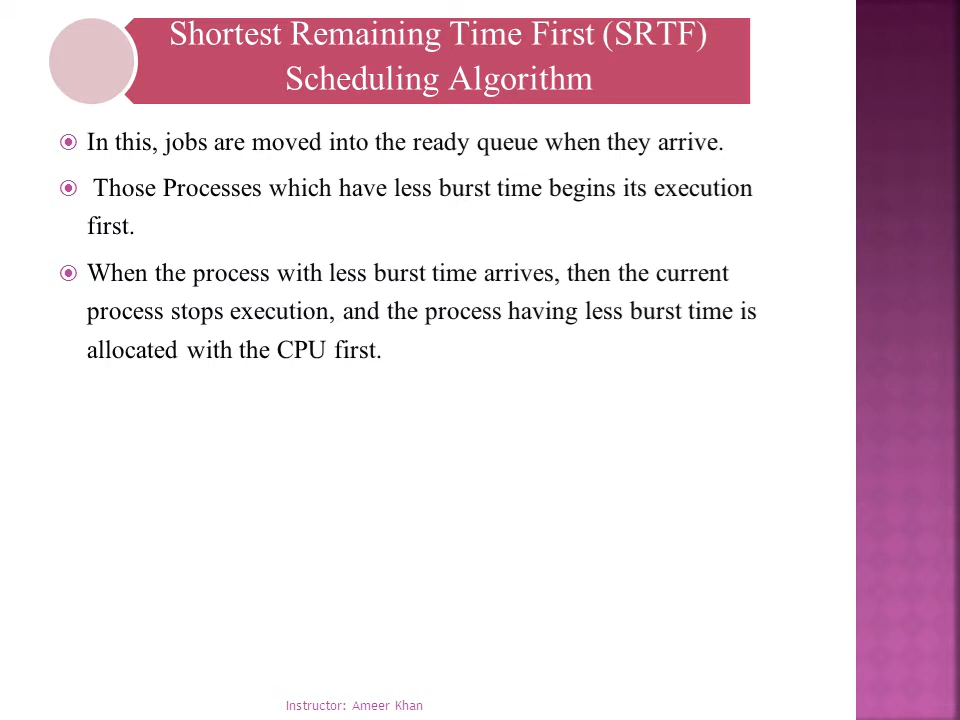 Shortest Remaining Time First (SRTF)
Scheduling Algorithm
In this, jobs are moved into the ready queue when they arrive.
Those Processes which have less burst time begins its execution
first.
When the process with less burst time arrives, then the current
process stops execution, and the process having less burst time is
allocated with the CPU first.
Instructor: Ameer Khan